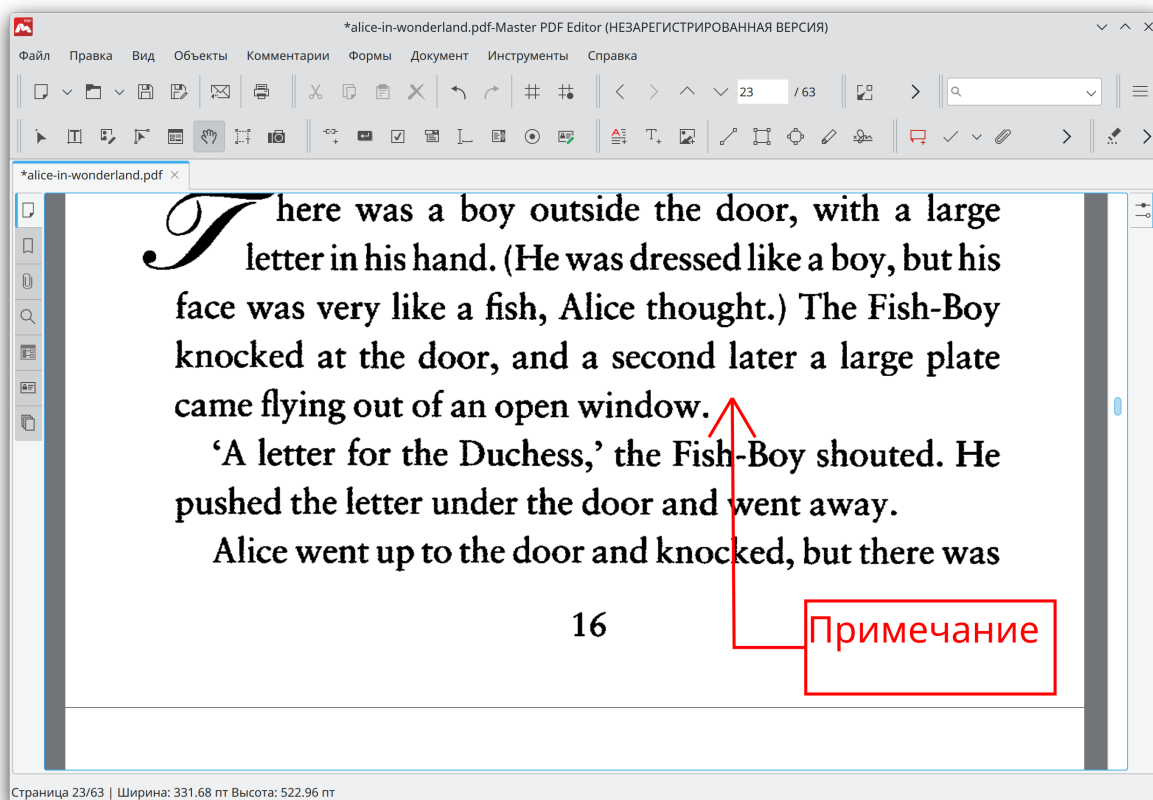 *alice-in-wonderland.pdf-Master PDF Editor (НЕЗАРЕГИСТРИРОВАННАЯ ВЕРСИЯ)
Файл Правка Вид Объекты Комментарии Формы Документ Инструменты Справка
23 / 63
*alice-in-wonderland.pdf
There was a boy outside the door, with a large
letter in his hand. (He was dressed like a boy, but his
face was very like a fish, Alice thought.) The Fish-Boy
knocked at the door, and a second later a large plate
came flying out of an open window.
‘A letter for the Duchess,’ the Fish-Boy shouted. He
pushed the letter under the door and went away.
Alice went up to the door and knocked, but there was
16
Примечание
Страница 23/63 | Ширина: 331.68 пт Высота: 522.96 пт